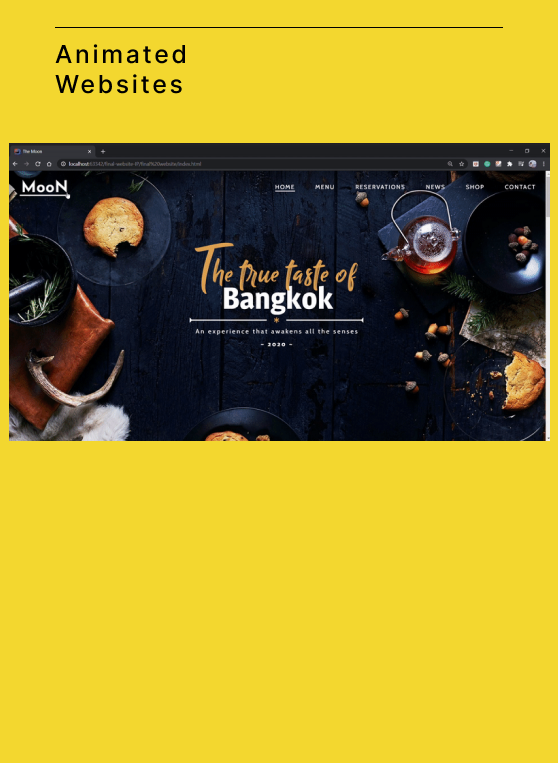 Animated
Websites
The Moon
localhost:63342/final-website-RF/final%20website/index.html
MooN
HOME MENU RESERVATIONS NEWS SHOP CONTACT
The true taste of
Bangkok
An experience that awakens all the senses
~ 2020 ~